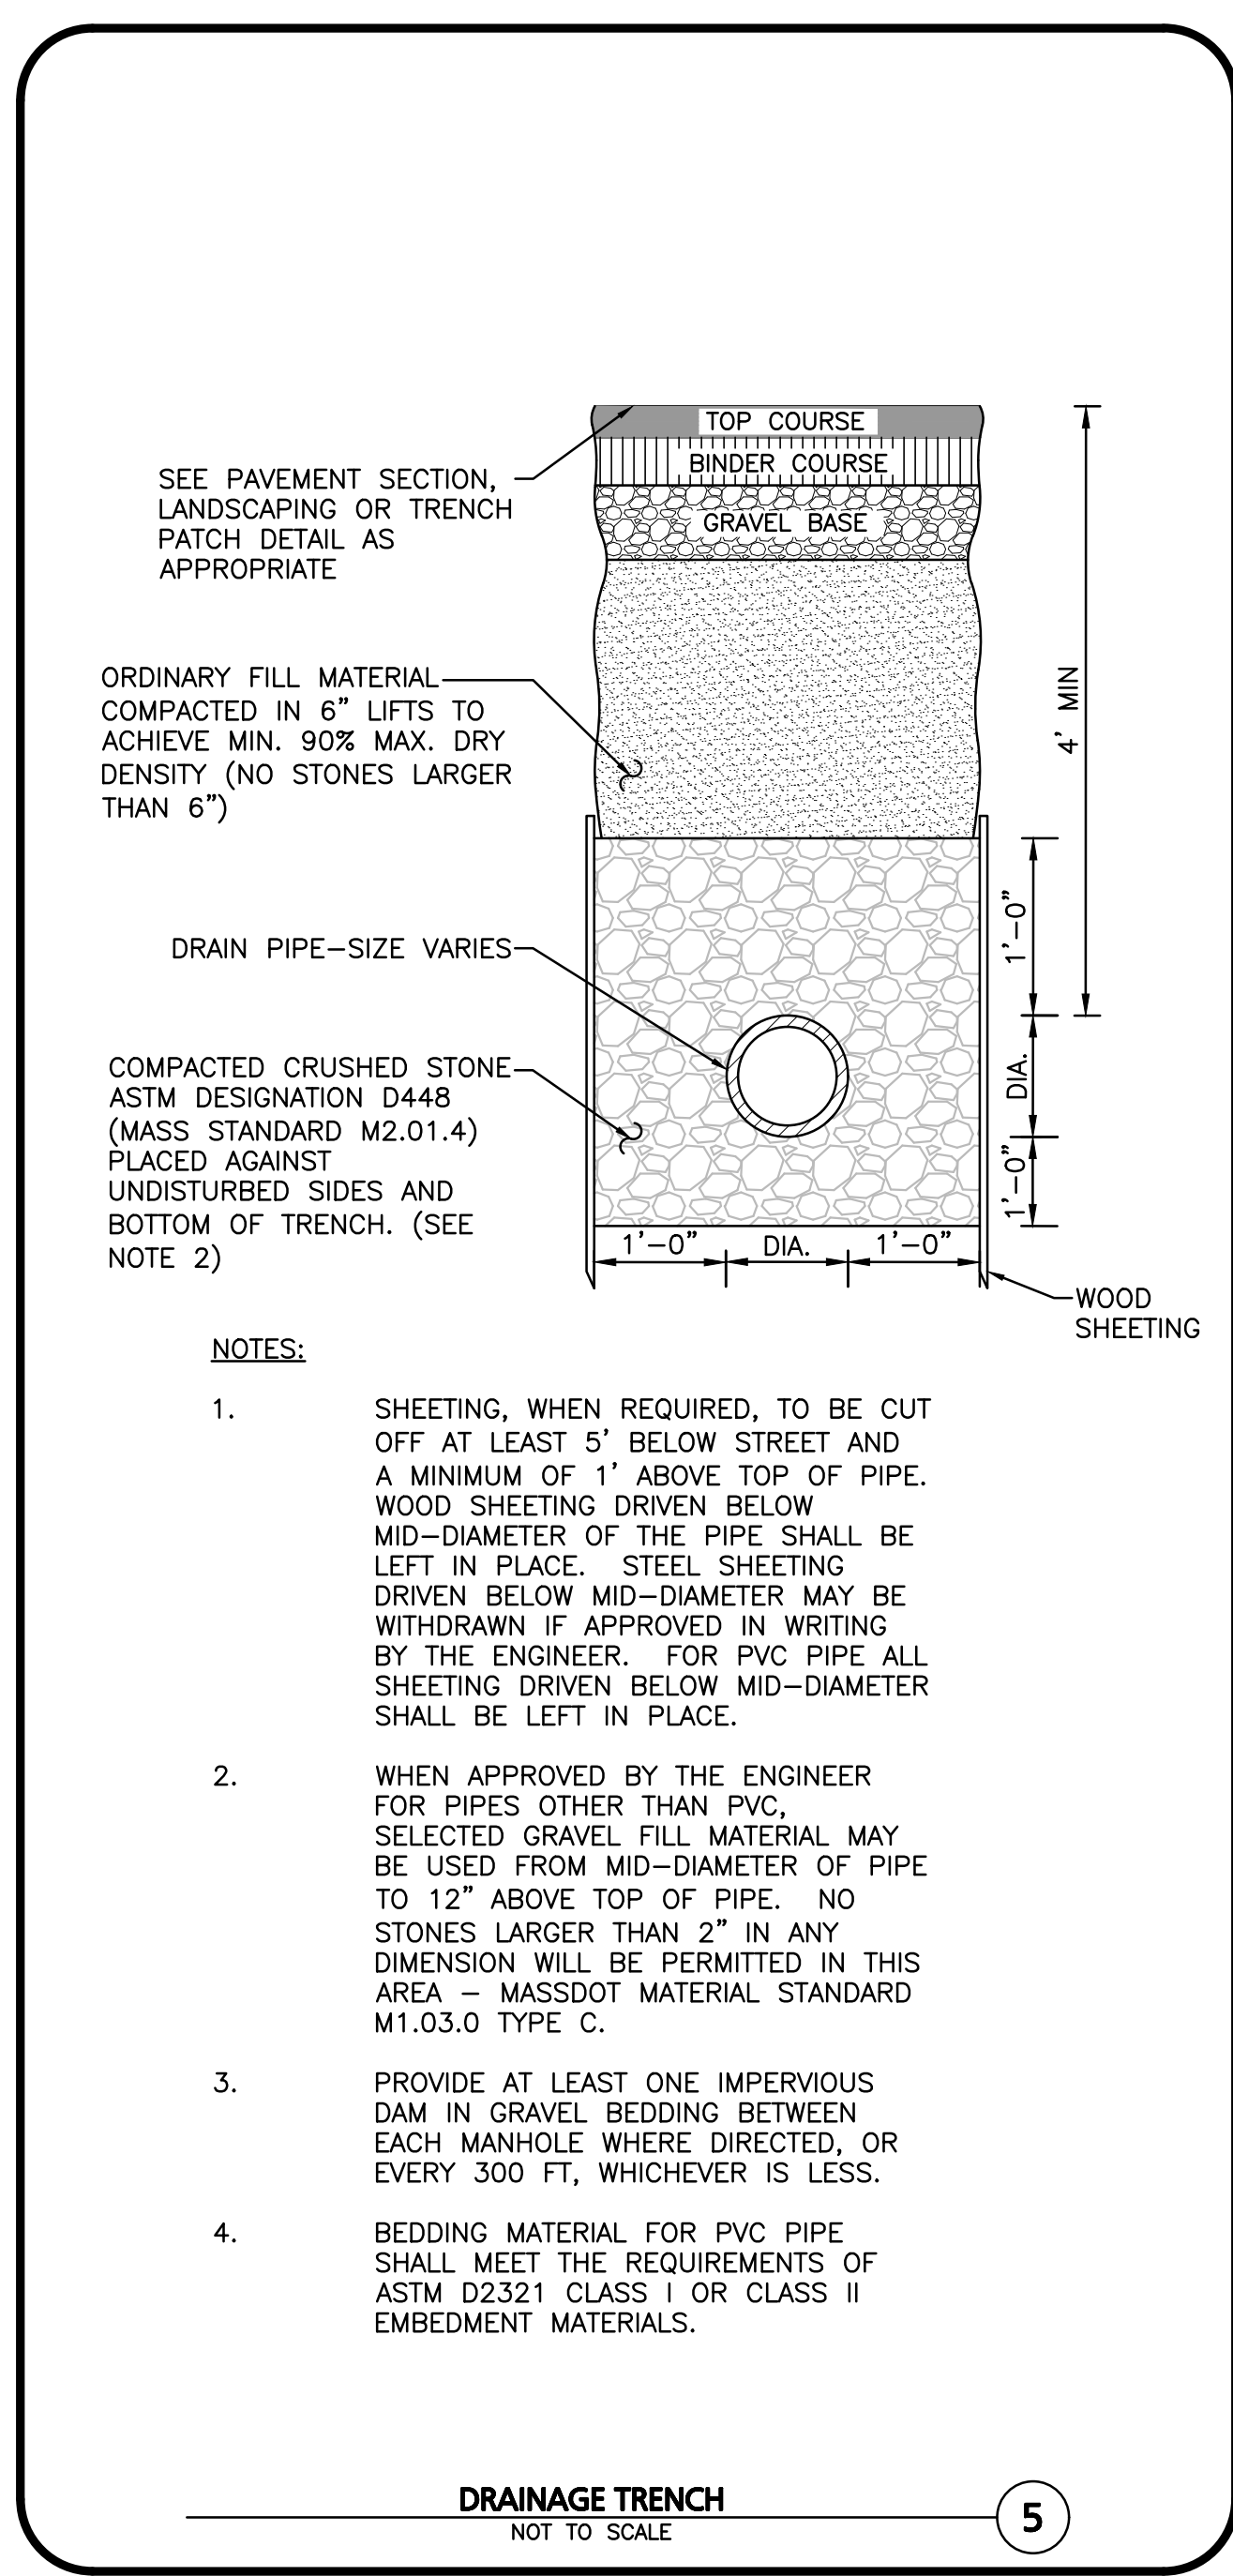 TOP COURSE
BINDER COURSE
GRAVEL BASE
SEE PAVEMENT SECTION,
LANDSCAPING OR TRENCH
PATCH DETAIL AS
APPROPRIATE
4' MIN
ORDINARY FILL MATERIAL
COMPACTED IN 6" LIFTS TO
ACHIEVE MIN. 90% MAX. DRY
DENSITY (NO STONES LARGER
THAN 6")
1'-0"
DRAIN PIPE-SIZE VARIES
DIA.
COMPACTED CRUSHED STONE
ASTM DESIGNATION D448
(MASS STANDARD M2.01.4)
PLACED AGAINST
UNDISTURBED SIDES AND
BOTTOM OF TRENCH. (SEE
NOTE 2)
1'-0"
1'-0" DIA. 1'-0"
WOOD
SHEETING
NOTES:
1. SHEETING, WHEN REQUIRED, TO BE CUT
OFF AT LEAST 5' BELOW STREET AND
A MINIMUM OF 1' ABOVE TOP OF PIPE.
WOOD SHEETING DRIVEN BELOW
MID-DIAMETER OF THE PIPE SHALL BE
LEFT IN PLACE. STEEL SHEETING
DRIVEN BELOW MID-DIAMETER MAY BE
WITHDRAWN IF APPROVED IN WRITING
BY THE ENGINEER. FOR PVC PIPE ALL
SHEETING DRIVEN BELOW MID-DIAMETER
SHALL BE LEFT IN PLACE.
2. WHEN APPROVED BY THE ENGINEER
FOR PIPES OTHER THAN PVC,
SELECTED GRAVEL FILL MATERIAL MAY
BE USED FROM MID-DIAMETER OF PIPE
TO 12" ABOVE TOP OF PIPE. NO
STONES LARGER THAN 2" IN ANY
DIMENSION WILL BE PERMITTED IN THIS
AREA - MASSDOT MATERIAL STANDARD
M1.03.0 TYPE C.
3. PROVIDE AT LEAST ONE IMPERVIOUS
DAM IN GRAVEL BEDDING BETWEEN
EACH MANHOLE WHERE DIRECTED, OR
EVERY 300 FT, WHICHEVER IS LESS.
4. BEDDING MATERIAL FOR PVC PIPE
SHALL MEET THE REQUIREMENTS OF
ASTM D2321 CLASS I OR CLASS II
EMBEDMENT MATERIALS.
DRAINAGE TRENCH
NOT TO SCALE
5